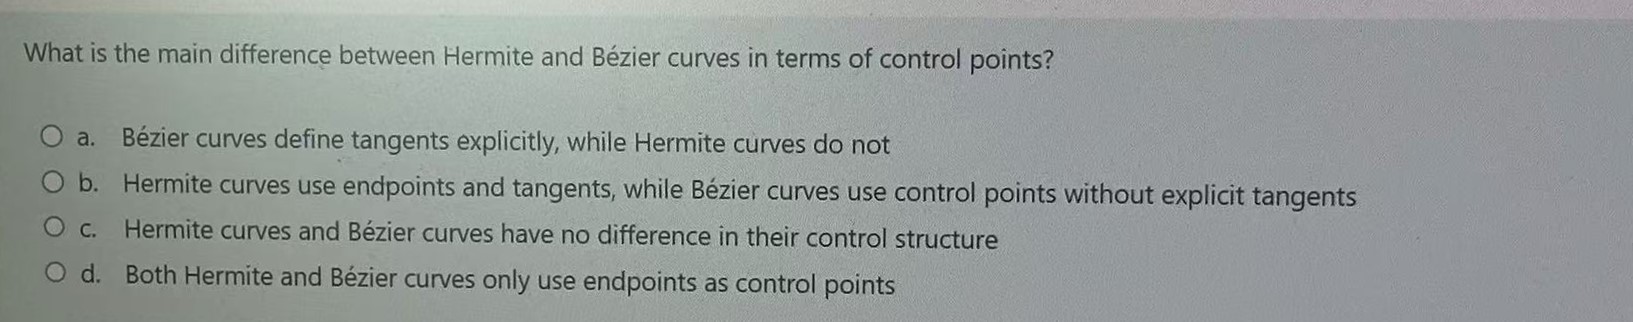 What is the main difference between Hermite and Bézier curves in terms of control points?
a. Bézier curves define tangents explicitly, while Hermite curves do not
b. Hermite curves use endpoints and tangents, while Bézier curves use control points without explicit tangents
c. Hermite curves and Bézier curves have no difference in their control structure
d. Both Hermite and Bézier curves only use endpoints as control points